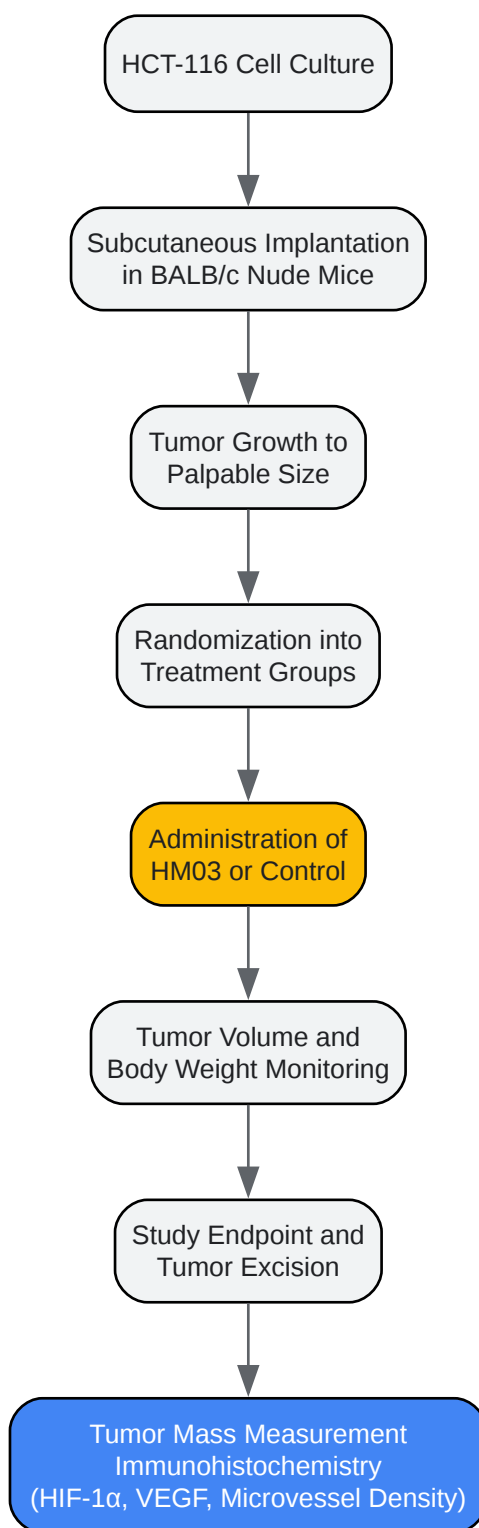 HCT-116 Cell Culture
Subcutaneous Implantation
in BALB/c Nude Mice
Tumor Growth to
Palpable Size
Randomization into
Treatment Groups
Administration of
HM03 or Control
Tumor Volume and
Body Weight Monitoring
Study Endpoint and
Tumor Excision
Tumor Mass Measurement
Immunohistochemistry
(HIF-1α, VEGF, Microvessel Density)